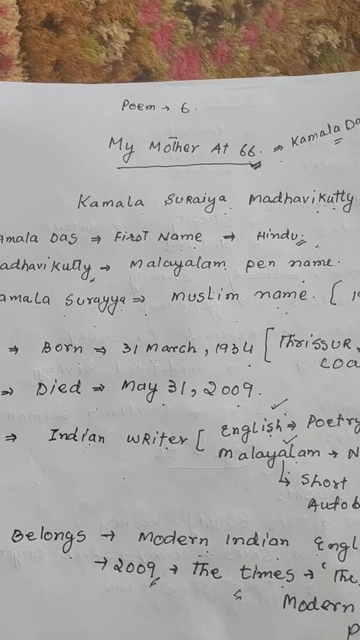 Poem → 6.
My Mother At 66. ⇒ Kamala Da
Kamala Suraiya Madhavikutty
amala Das ⇒ First Name → Hindu.
adhavikutty → Malayalam pen name.
amala Surayya ⇒ Muslim name. [ 19
⇒ Born ⇒ 31 March, 1934 [ Thrissur,
⇒ Died ⇒ May 31, 2009.
⇒ Indian writer [ English ⇒ Poetry
Malayalam → N
↳ Short
Autob
Belongs → Modern Indian Engl
→ 2009 → The times → "The
Modern